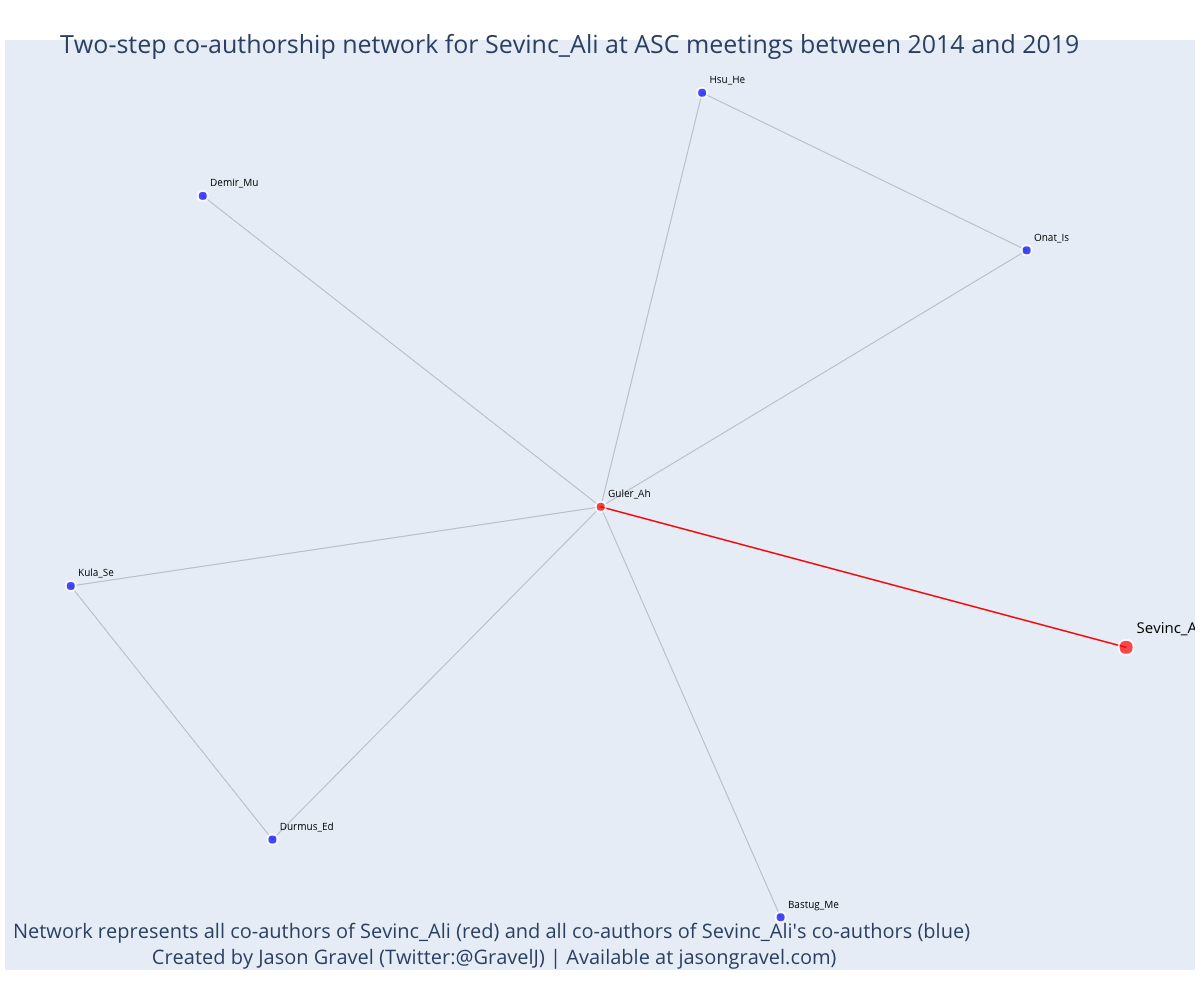 Two-step co-authorship network for Sevinc_Ali at ASC meetings between 2014 and 2019
Hsu_He
Demir_Mu
Onat_Is
Guler_Ah
Kula_Se
Sevinc_A
Durmus_Ed
Bastug_Me
Network represents all co-authors of Sevinc_Ali (red) and all co-authors of Sevinc_Ali's co-authors (blue)
Created by Jason Gravel (Twitter:@GravelJ) | Available at jasongravel.com)